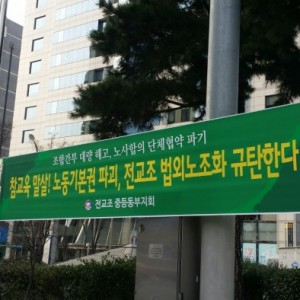 조합간부 대량 해고, 노사합의 단체협약 파기
참교육 말살! 노동기본권 파괴, 전교조 법외노조화 규탄한다
전교조 중등동부지회